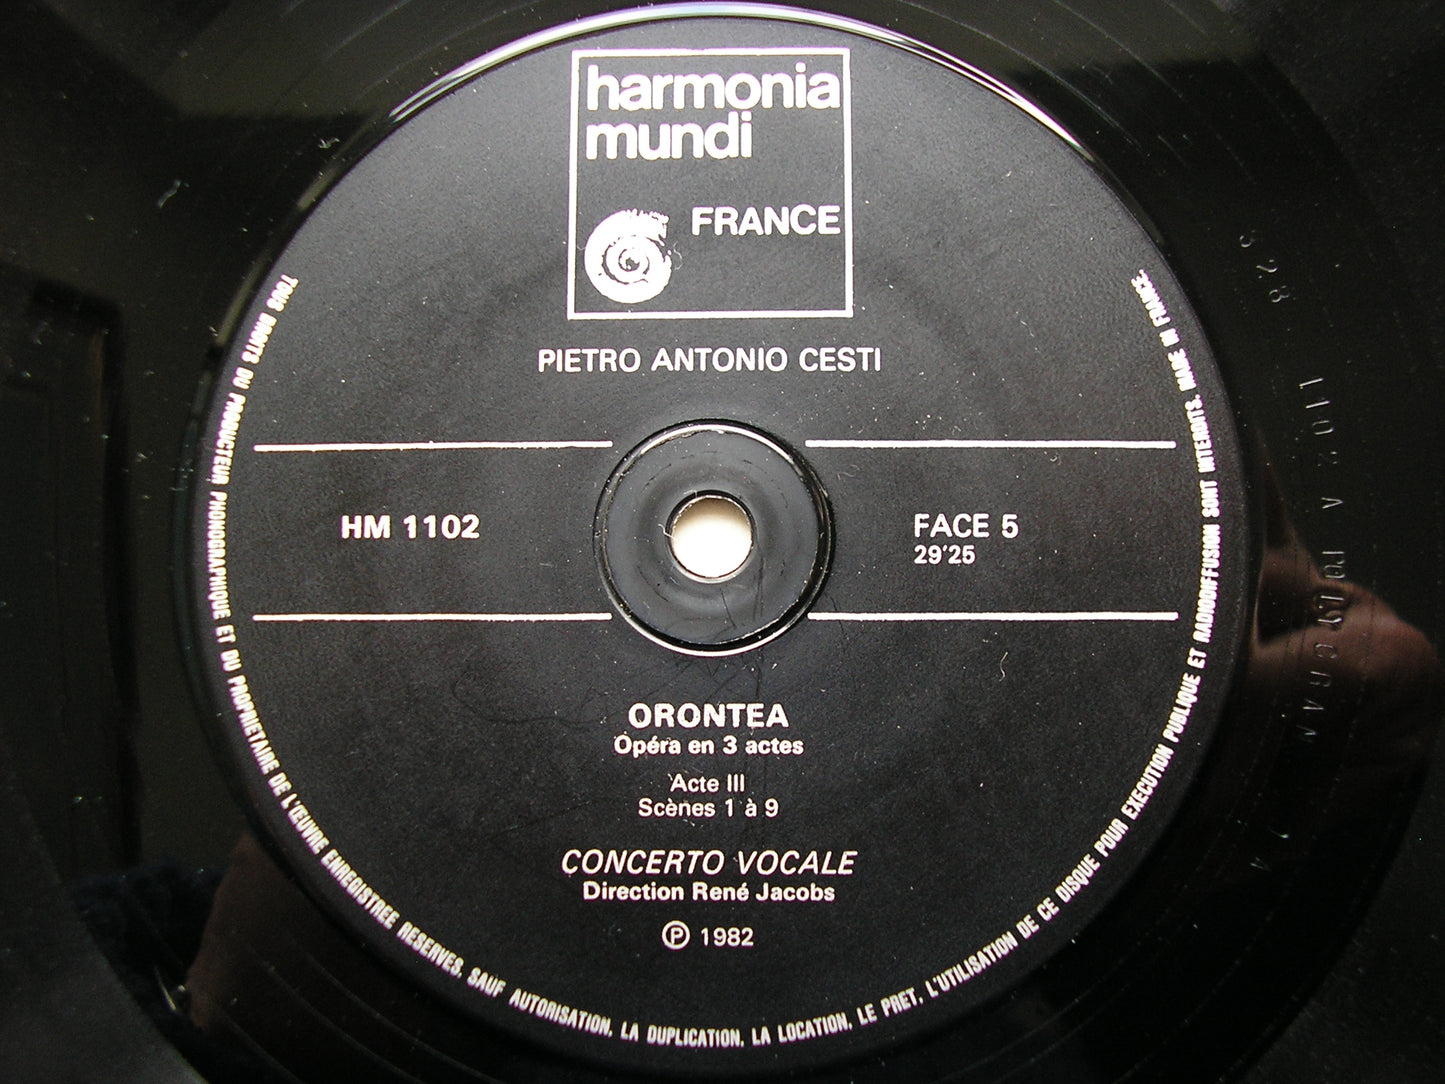 harmonia
mundi
FRANCE
PIETRO ANTONIO CESTI
HM 1102
FACE 5
29'25
ORONTEA
Opéra en 3 actes
Acte III
Scènes 1 à 9
CONCERTO VOCALE
Direction René Jacobs
℗ 1982
TOUS DROITS DU PRODUCTEUR PHONOGRAPHIQUE ET DU PROPRIETAIRE DE L'ŒUVRE ENREGISTREE RESERVES. SAUF AUTORISATION, LA DUPLICATION, LA LOCATION, LE PRET, L'UTILISATION DE CE DISQUE POUR EXECUTION PUBLIQUE ET RADIODIFFUSION SONT INTERDITS. MADE IN FRANCE.
328
1102 A